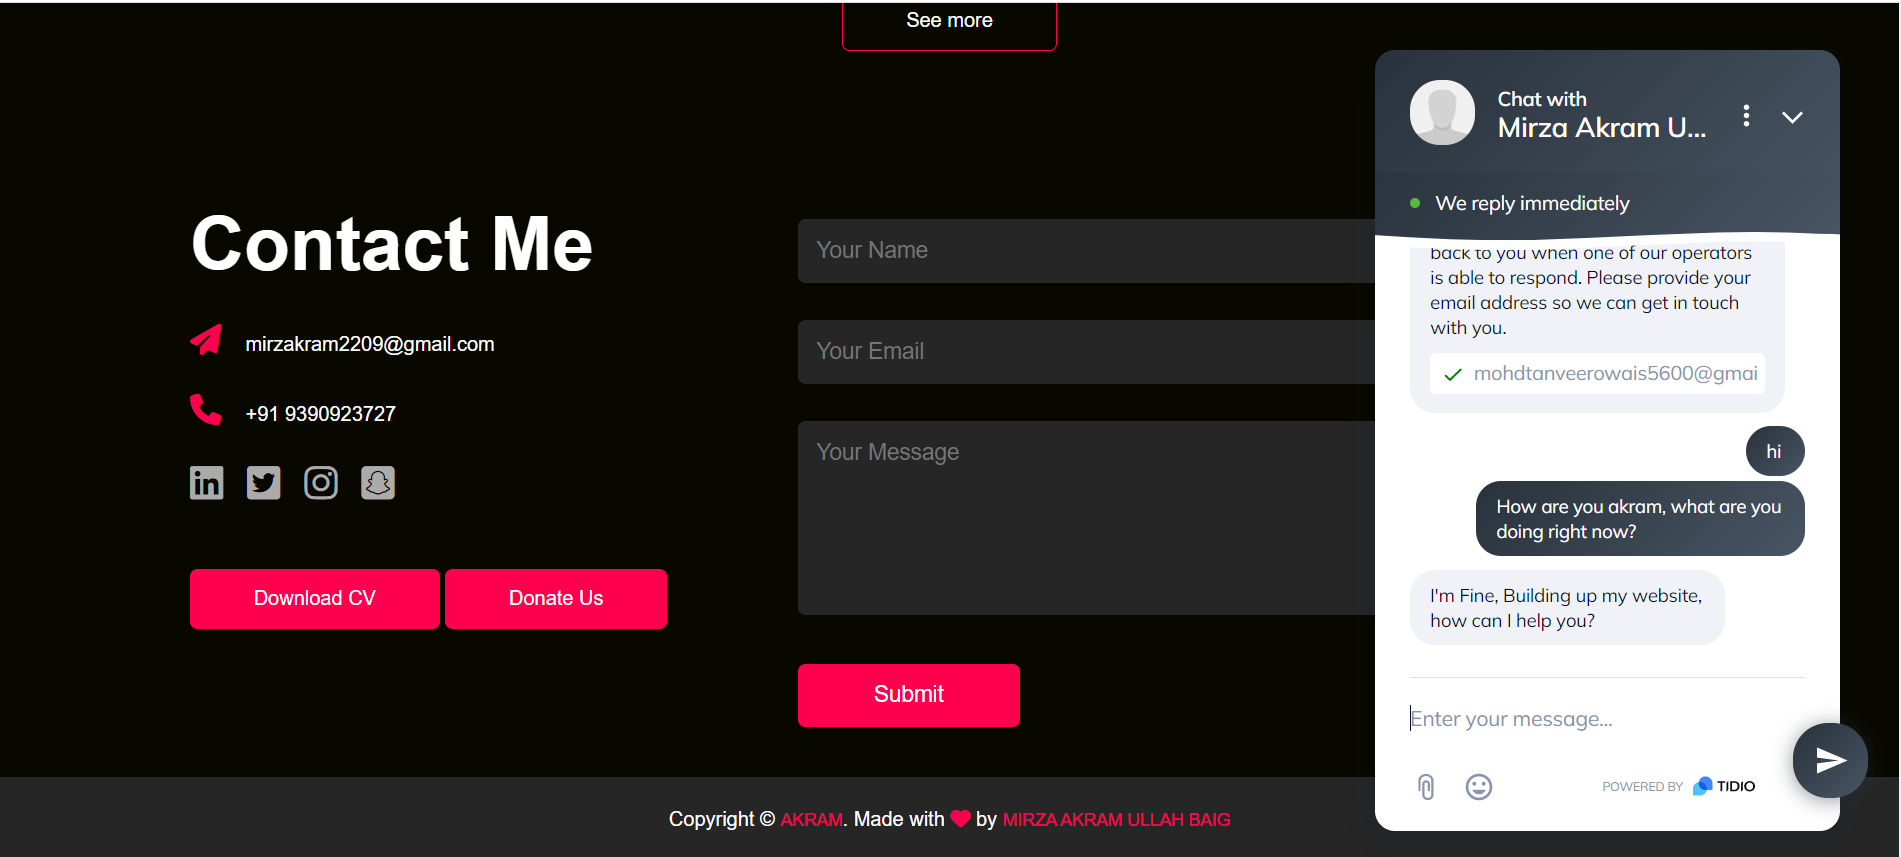 See more
Contact Me
mirzakram2209@gmail.com
+91 9390923727
Download CV
Donate Us
Your Name
Your Email
Your Message
Submit
Copyright © AKRAM. Made with by MIRZA AKRAM ULLAH BAIG
Chat with
Mirza Akram U...
We reply immediately
back to you when one of our operators
is able to respond. Please provide your
email address so we can get in touch
with you.
mohdtanveerowais5600@gmai
hi
How are you akram, what are you
doing right now?
I'm Fine, Building up my website,
how can I help you?
Enter your message...
POWERED BY TIDIO